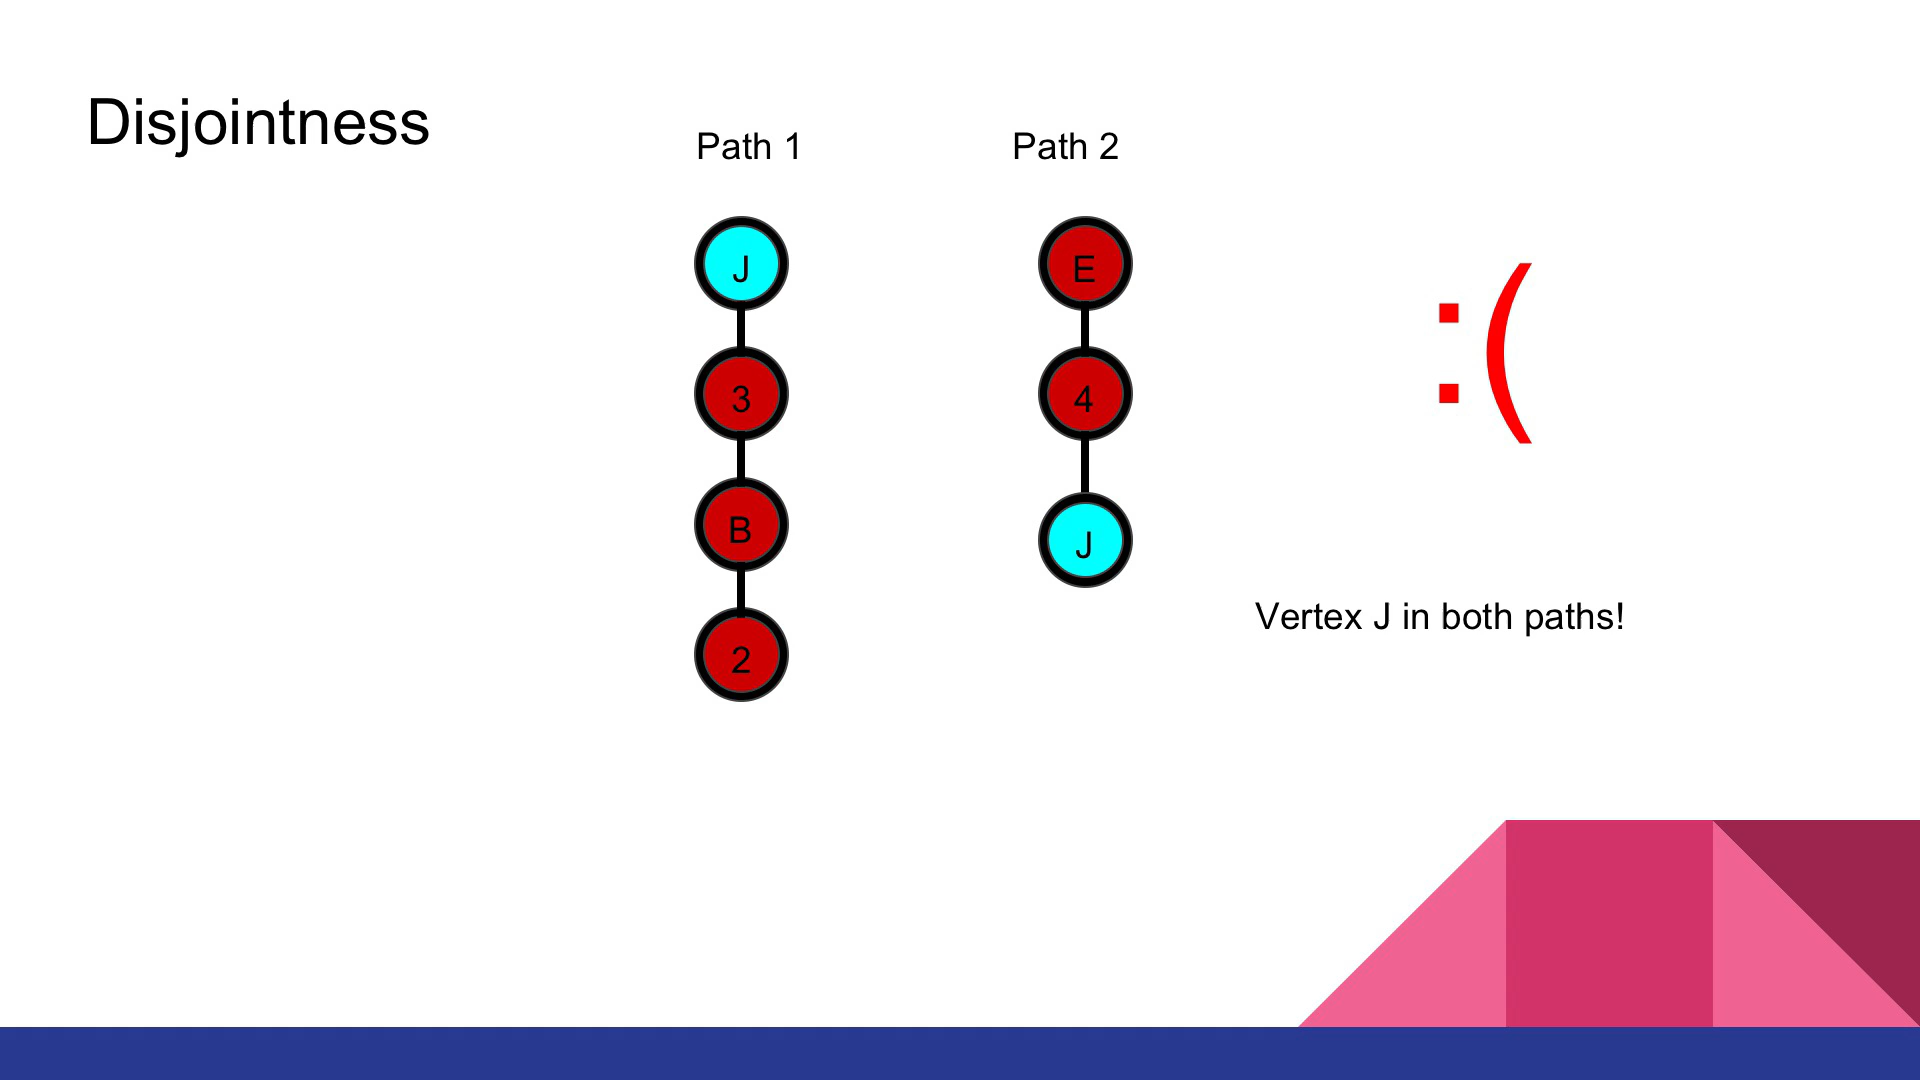 Disjointness
Path 1
Path 2
J
3
B
2
E
4
J
:(
Vertex J in both paths!